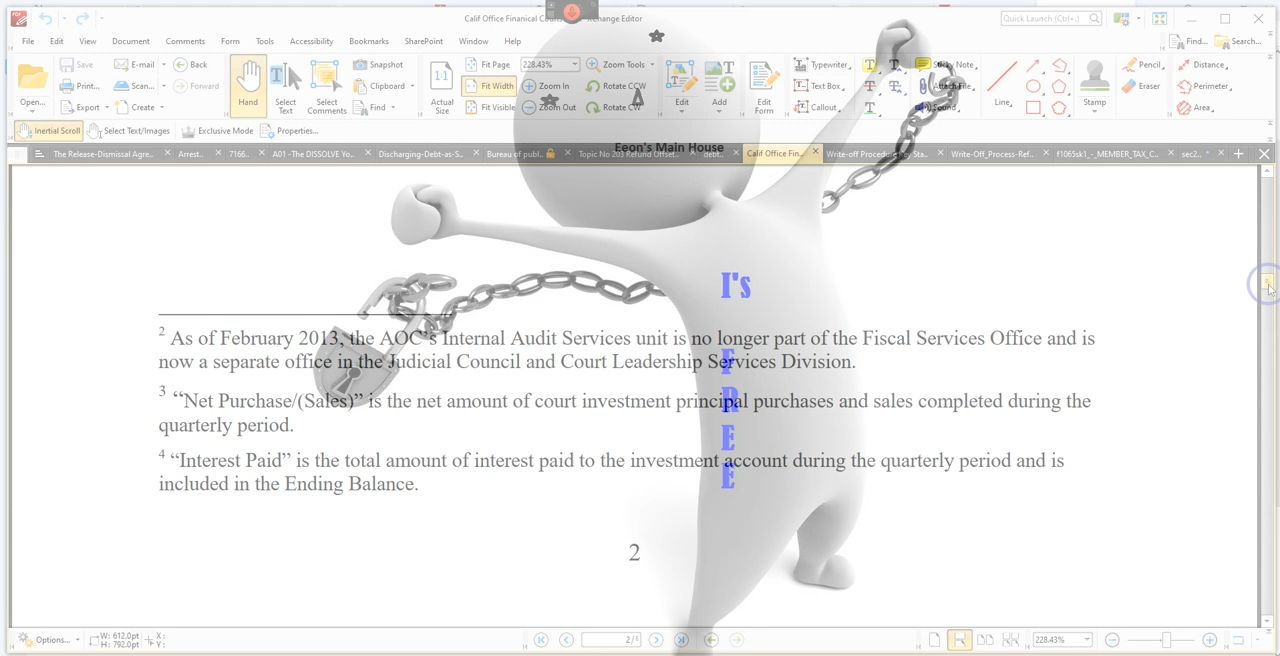 Calif Office Finanical Cour
Change Editor
Quick Launch (Ctrl+.)
File Edit View Document Comments Form Tools Accessibility Bookmarks SharePoint Window Help
Find...
Search...
Open...
Save
Print...
Export
E-mail
Scan...
Create
Back
Forward
Hand
Select Text
Select Comments
Snapshot
Clipboard
Find
1:1
Actual Size
Fit Page
Fit Width
Fit Visible
228.43%
Zoom In
Zoom Out
Zoom Tools
Rotate CCW
Rotate CW
Edit
Add
Edit Form
Typewriter
Text Box
Callout
Sticky Note
Attach File
Sound
Line
Stamp
Pencil
Eraser
Distance
Perimeter
Area
Inertial Scroll
Select Text/Images
Exclusive Mode
Properties...
Eeon's Main House
The Release-Dismissal Agre..
Arrest..
7166..
A01 -The DISSOLVE Yo..
Discharging-Debt-as-S...
Bureau of publ..
Topic No 203 Refund Offset..
debt..
Calif Office Fin...
Write-off Procedure
Sta...
Write-Off_Process-Ref...
f1065sk1_-_MEMBER_TAX_C...
sec2...
I's
F
R
E
E
2 As of February 2013, the AOC's Internal Audit Services unit is no longer part of the Fiscal Services Office and is
now a separate office in the Judicial Council and Court Leadership Services Division.
3 “Net Purchase/(Sales)” is the net amount of court investment principal purchases and sales completed during the
quarterly period.
4 “Interest Paid” is the total amount of interest paid to the investment account during the quarterly period and is
included in the Ending Balance.
2
Options...
W: 612.0pt
H: 792.0pt
X:
Y:
2/6
228.43%